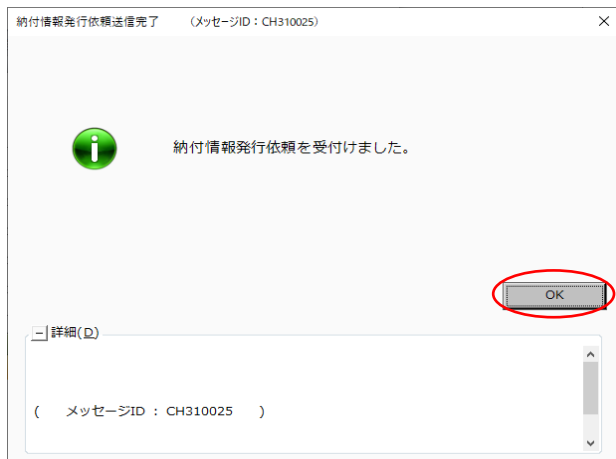 納付情報発行依頼送信完了 (メッセージID:CH310025)
納付情報発行依頼を受付けました。
OK
詳細(D)
( メッセージID : CH310025 )